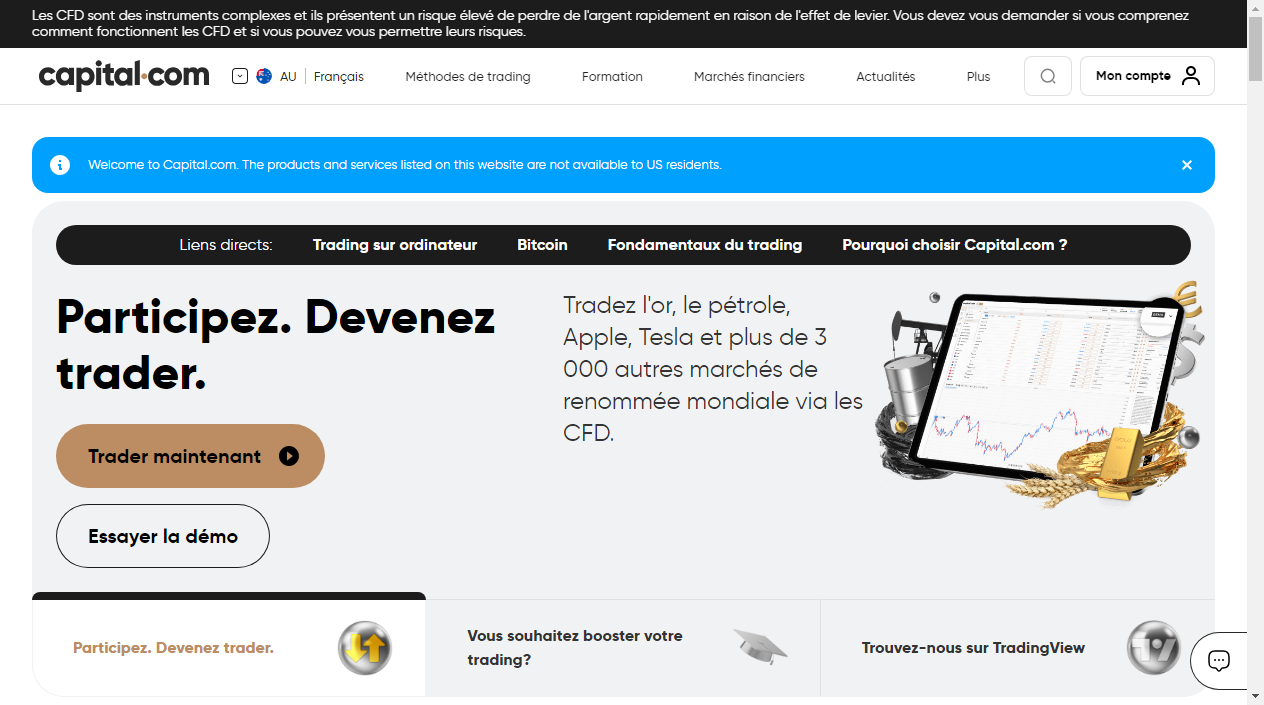 Les CFD sont des instruments complexes et ils présentent un risque élevé de perdre de l'argent rapidement en raison de l'effet de levier. Vous devez vous demander si vous comprenez
comment fonctionnent les CFD et si vous pouvez vous permettre leurs risques.
capital.com
AU Français
Méthodes de trading
Formation
Marchés financiers
Actualités
Plus
Mon compte
Welcome to Capital.com. The products and services listed on this website are not available to US residents.
Liens directs: Trading sur ordinateur Bitcoin Fondamentaux du trading Pourquoi choisir Capital.com ?
Participez. Devenez
trader.
Tradez l'or, le pétrole,
Apple, Tesla et plus de 3
000 autres marchés de
renommée mondiale via les
CFD.
Trader maintenant
Essayer la démo
Participez. Devenez trader.
Vous souhaitez booster votre
trading?
Trouvez-nous sur TradingView